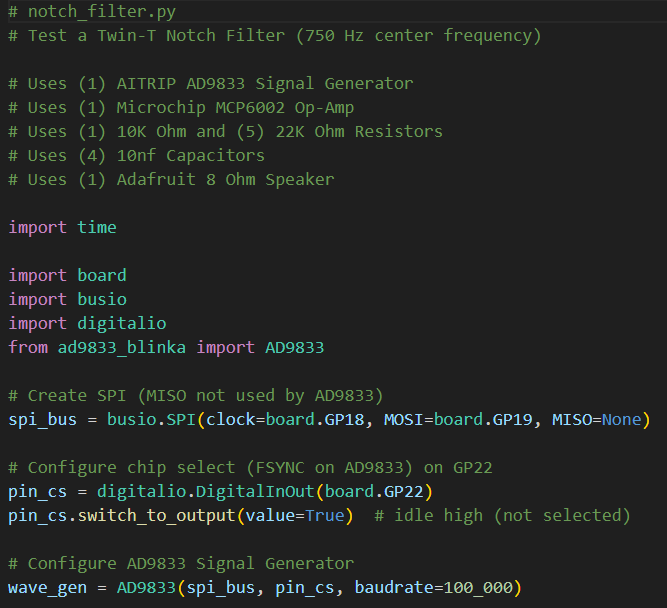 # notch_filter.py
# Test a Twin-T Notch Filter (750 Hz center frequency)
# Uses (1) AITRIP AD9833 Signal Generator
# Uses (1) Microchip MCP6002 Op-Amp
# Uses (1) 10K Ohm and (5) 22K Ohm Resistors
# Uses (4) 10nf Capacitors
# Uses (1) Adafruit 8 Ohm Speaker
import time
import board
import busio
import digitalio
from ad9833_blinka import AD9833
# Create SPI (MISO not used by AD9833)
spi_bus = busio.SPI(clock=board.GP18, MOSI=board.GP19, MISO=None)
# Configure chip select (FSYNC on AD9833) on GP22
pin_cs = digitalio.DigitalInOut(board.GP22)
pin_cs.switch_to_output(value=True)  # idle high (not selected)
# Configure AD9833 Signal Generator
wave_gen = AD9833(spi_bus, pin_cs, baudrate=100_000)